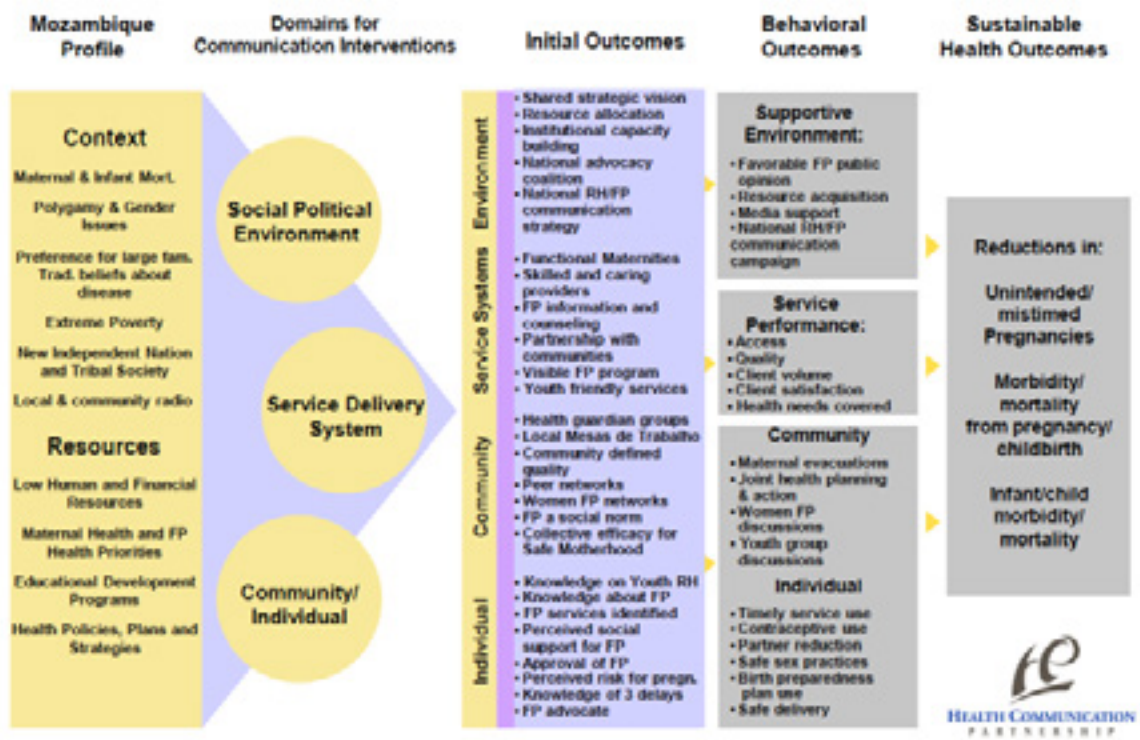 Mozambique
Profile
Domains for
Communication Interventions
Initial Outcomes
Behavioral
Outcomes
Sustainable
Health Outcomes
Context
Maternal & Infant Mort.
Polygamy & Gender
Issues
Preference for large fam.
Trad. beliefs about
disease
Extreme Poverty
New Independent Nation
and Tribal Society
Local & community radio
Resources
Low Human and Financial
Resources
Maternal Health and FP
Health Priorities
Educational Development
Programs
Health Policies, Plans and
Strategies
Social Political
Environment
Service Delivery
System
Community/
Individual
Environment
• Shared strategic vision
• Resource allocation
• Institutional capacity
building
• National advocacy
coalition
• National RH/FP
communication
strategy
Service Systems
• Functional Maternities
• Skilled and caring
providers
• FP information and
counseling
• Partnership with
communities
• Visible FP program
• Youth friendly services
Community
• Health guardian groups
• Local Mesas de Trabalho
• Community defined
quality
• Peer networks
• Women FP networks
• FP a social norm
• Collective efficacy for
Safe Motherhood
Individual
• Knowledge on Youth RH
• Knowledge about FP
• FP services identified
• Perceived social
support for FP
• Approval of FP
• Perceived risk for pregn.
• Knowledge of 3 delays
• FP advocate
Supportive
Environment:
• Favorable FP public
opinion
• Resource acquisition
• Media support
• National RH/FP
communication
campaign
Service
Performance:
• Access
• Quality
• Client volume
• Client satisfaction
• Health needs covered
Community
• Maternal evacuations
• Joint health planning
& action
• Women FP
discussions
• Youth group
discussions
Individual
• Timely service use
• Contraceptive use
• Partner reduction
• Safe sex practices
• Birth preparedness
plan use
• Safe delivery
Reductions in:
Unintended/
mistimed
Pregnancies
Morbidity/
mortality
from pregnancy/
childbirth
Infant/child
morbidity/
mortality
HEALTH COMMUNICATION
PARTNERSHIP